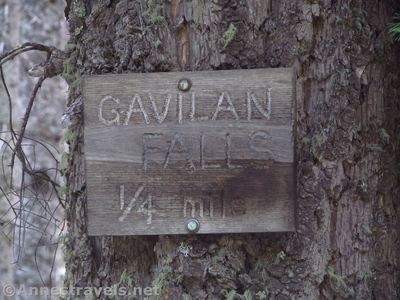 GAVILAN
FALLS
1/4 mile
© Annestravels.net